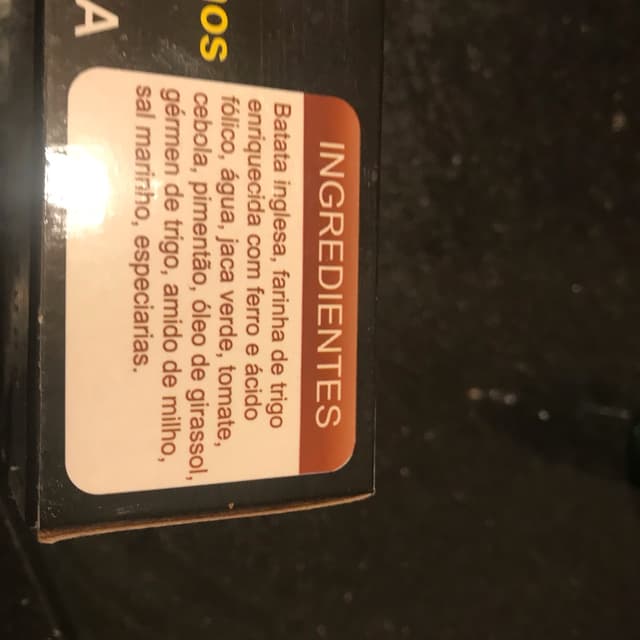 OS
A
INGREDIENTES
Batata inglesa, farinha de trigo
enriquecida com ferro e ácido
fólico, água, jaca verde, tomate,
cebola, pimentão, óleo de girassol,
gérmen de trigo, amido de milho,
sal marinho, especiarias.